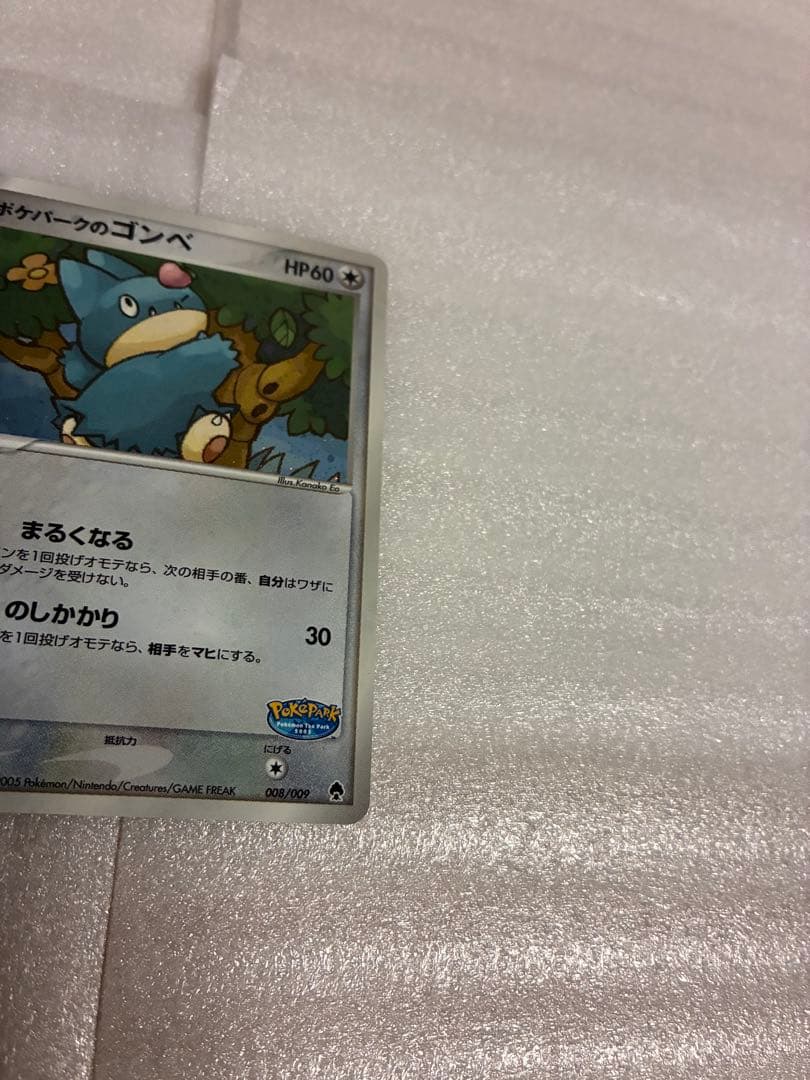 ポケパークのゴンベ
HP60
Illus.Kanako Eo
まるくなる
ンを1回投げオモテなら、次の相手の番、自分はワザに
ダメージを受けない。
のしかかり
30
を1回投げオモテなら、相手をマヒにする。
POKÉPARK
Pokémon The Park
2005
抵抗力
にげる
005 Pokémon/Nintendo/Creatures/GAME FREAK
008/009